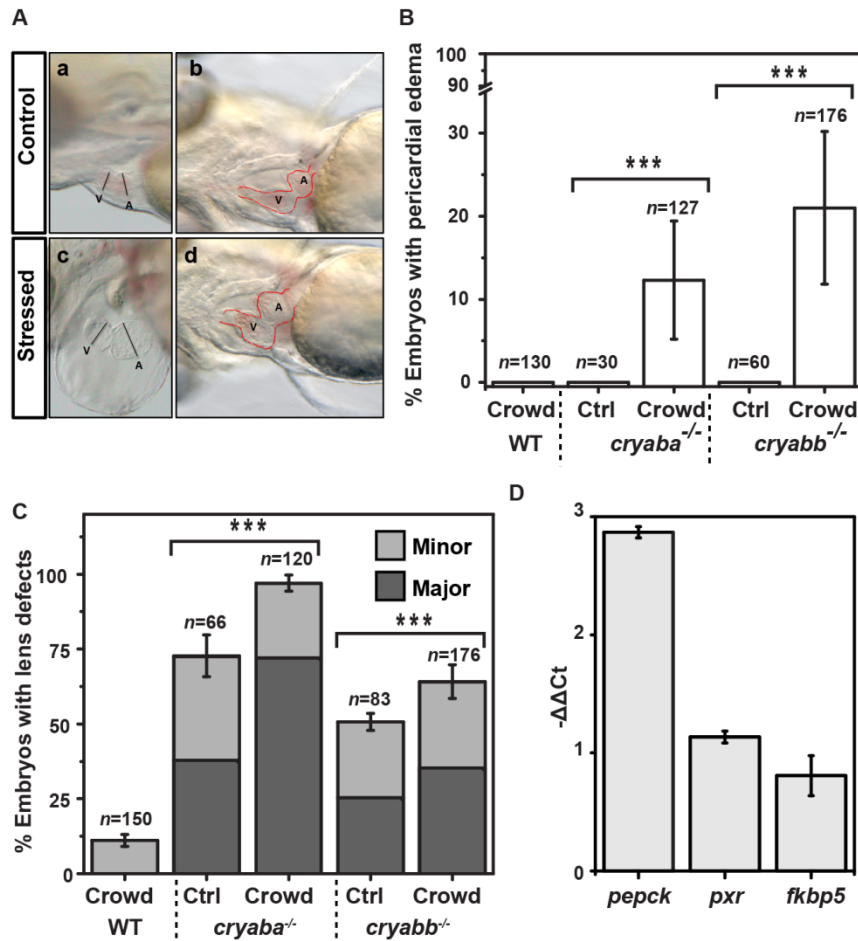 A
Control
a
V
A
b
V
A
Stressed
c
V
A
d
V
A
B
% Embryos with pericardial edema
100
90
30
20
10
0
***
***
n=130
n=30
n=127
n=60
n=176
Crowd Ctrl Crowd Ctrl Crowd
WT cryaba-/- cryabb-/-
C
% Embryos with lens defects
100
75
50
25
0
***
***
Minor
Major
n=150
n=66
n=120
n=83
n=176
Crowd Ctrl Crowd Ctrl Crowd
WT cryaba-/- cryabb-/-
D
-ΔΔCt
3
2
1
0
pepck pxr fkbp5